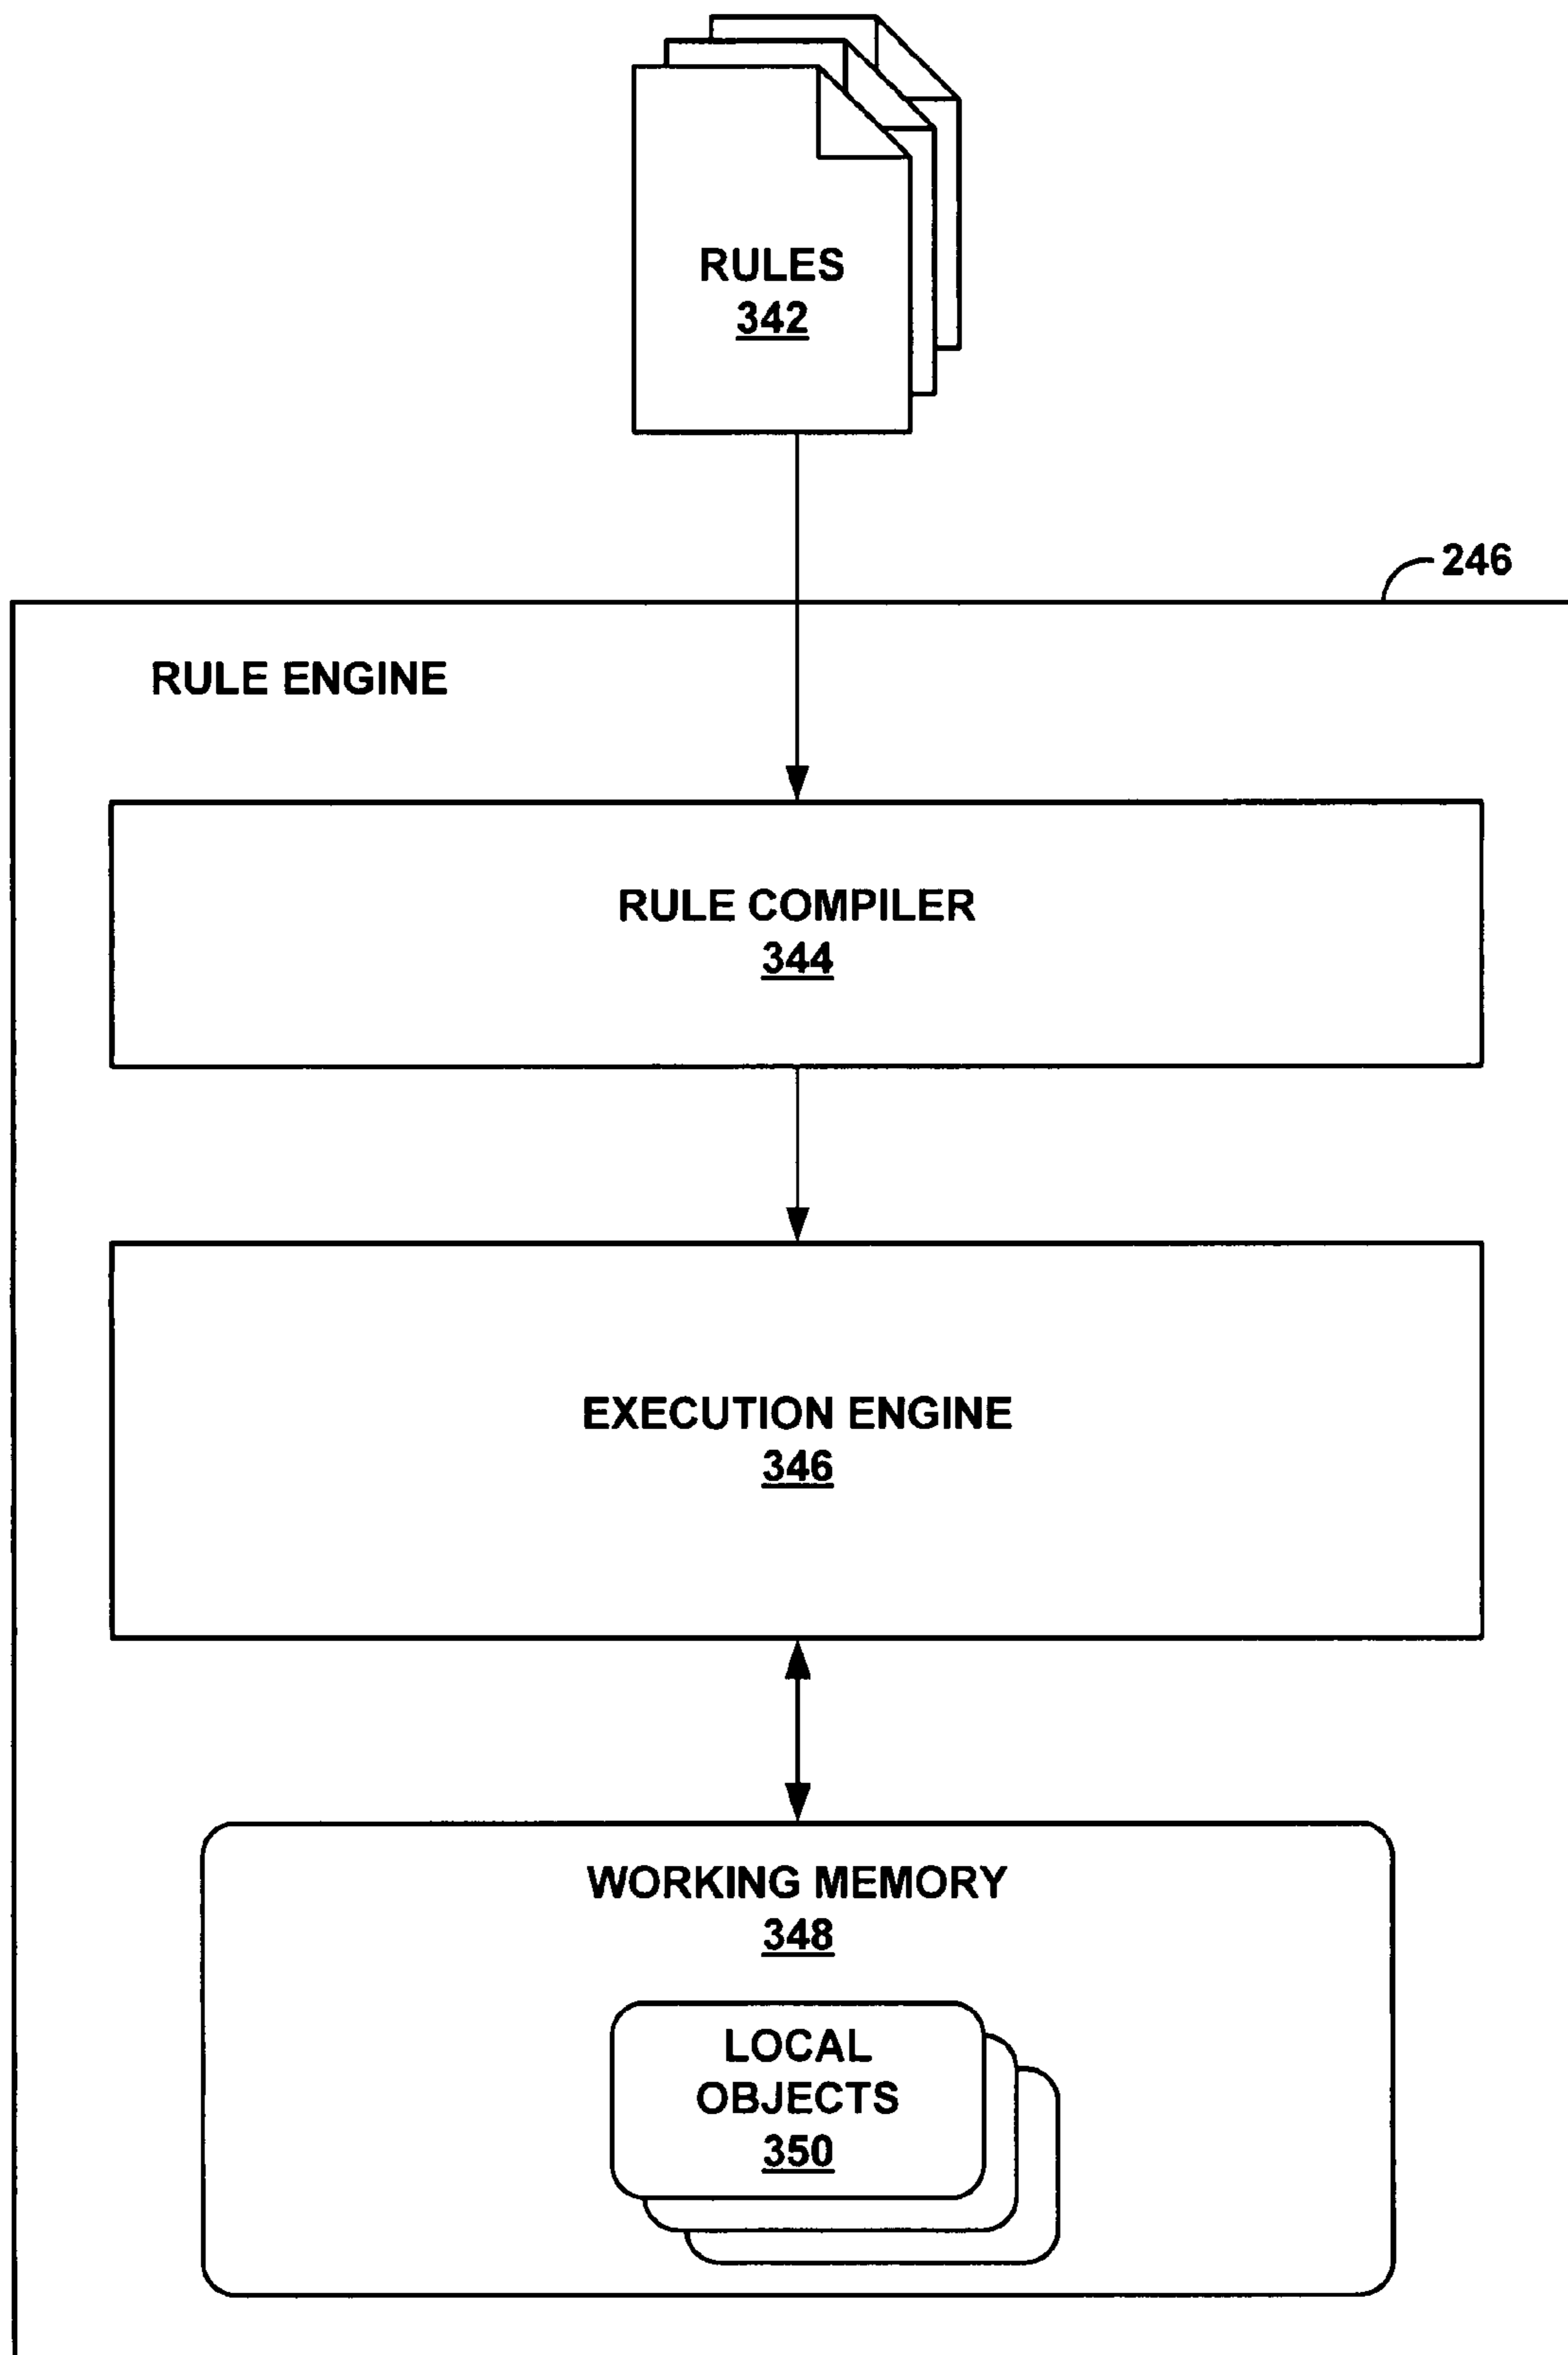 RULES
342
246
RULE ENGINE
RULE COMPILER
344
EXECUTION ENGINE
346
WORKING MEMORY
348
LOCAL
OBJECTS
350